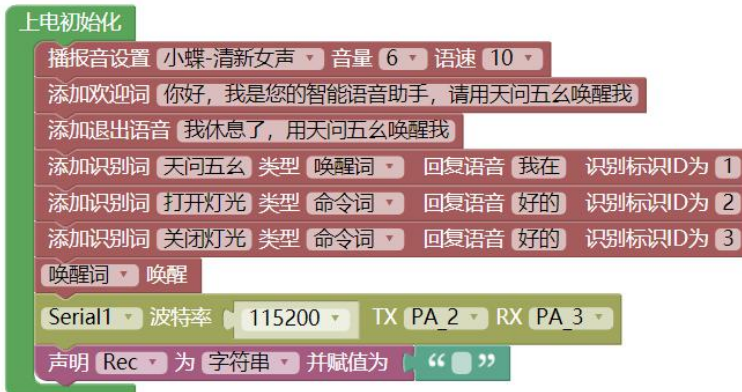 上电初始化
播报音设置 小蝶-清新女声 音量 6 语速 10
添加欢迎词 你好，我是您的智能语音助手，请用天问五幺唤醒我
添加退出语音 我休息了，用天问五幺唤醒我
添加识别词 天问五幺 类型 唤醒词 回复语音 我在 识别标识ID为 1
添加识别词 打开灯光 类型 命令词 回复语音 好的 识别标识ID为 2
添加识别词 关闭灯光 类型 命令词 回复语音 好的 识别标识ID为 3
唤醒词 唤醒
Serial1 波特率 115200 TX PA_2 RX PA_3
声明 Rec 为 字符串 并赋值为 “ ”